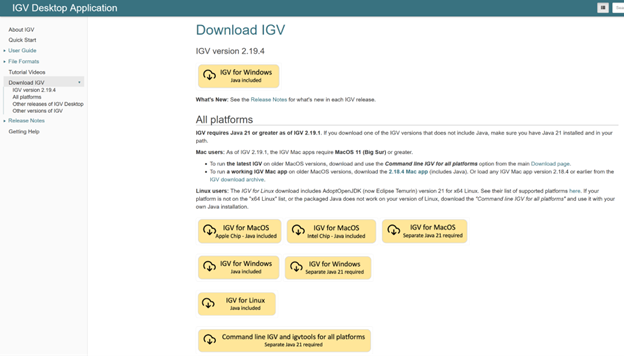 IGV Desktop Application
About IGV
Quick Start
User Guide
File Formats
Tutorial Videos
Download IGV
IGV version 2.19.4
All platforms
Other releases of IGV Desktop
Other versions of IGV
Release Notes
Getting Help
Download IGV
IGV version 2.19.4
IGV for Windows
Java included
What's New: See the Release Notes for what's new in each IGV release.
All platforms
IGV requires Java 21 or greater as of IGV 2.19.1. If you download one of the IGV versions that does not include Java, make sure you have Java 21 installed and in your
path.
Mac users: As of IGV 2.19.1, the IGV Mac apps require MacOS 11 (Big Sur) or greater.
To run the latest IGV on older MacOS versions, download and use the Command line IGV for all platforms option from the main Download page.
To run a working IGV Mac app on older MacOS versions, download the 2.18.4 Mac app (includes Java). Or load any IGV Mac app version 2.18.4 or earlier from the
IGV download archive.
Linux users: The IGV for Linux download includes AdoptOpenJDK (now Eclipse Temurin) version 21 for x64 Linux. See their list of supported platforms here. If your
platform is not on the "x64 Linux" list, or the packaged Java does not work on your version of Linux, download the "Command line IGV for all platforms" and use it with your
own Java installation.
IGV for MacOS
Apple Chip - Java included
IGV for MacOS
Intel Chip - Java included
IGV for MacOS
Separate Java 21 required
IGV for Windows
Java included
IGV for Windows
Separate Java 21 required
IGV for Linux
Java included
Command line IGV and igvtools for all platforms
Separate Java 21 required